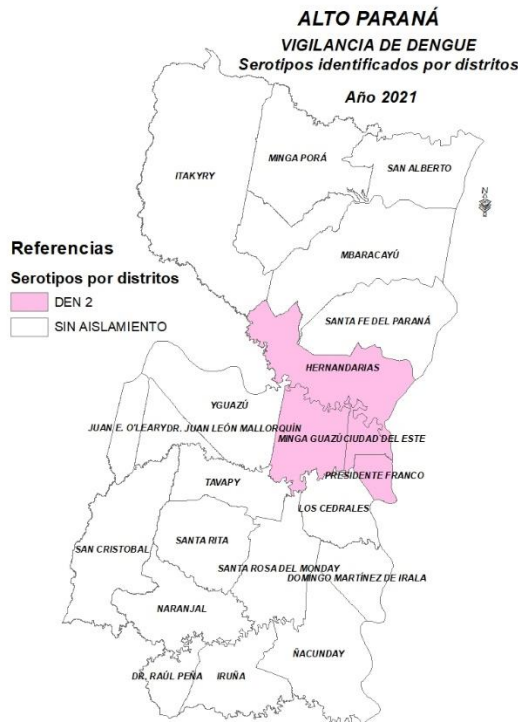 ALTO PARANÁ
VIGILANCIA DE DENGUE
Serotipos identificados por distritos
Año 2021
MINGA PORÁ
SAN ALBERTO
ITAKYRY
N
MBARACAYÚ
Referencias
Serotipos por distritos
DEN 2
SIN AISLAMIENTO
SANTA FE DEL PARANÁ
HERNANDARIAS
YGUAZÚ
JUAN E. O'LEARY
DR. JUAN LEÓN MALLORQUÍN
MINGA GUAZÚ
CIUDAD DEL ESTE
PRESIDENTE FRANCO
TAVAPY
LOS CEDRALES
SAN CRISTOBAL
SANTA RITA
SANTA ROSA DEL MONDAY
DOMINGO MARTÍNEZ DE IRALA
NARANJAL
ÑACUNDAY
DR. RAÚL PEÑA
IRUÑA